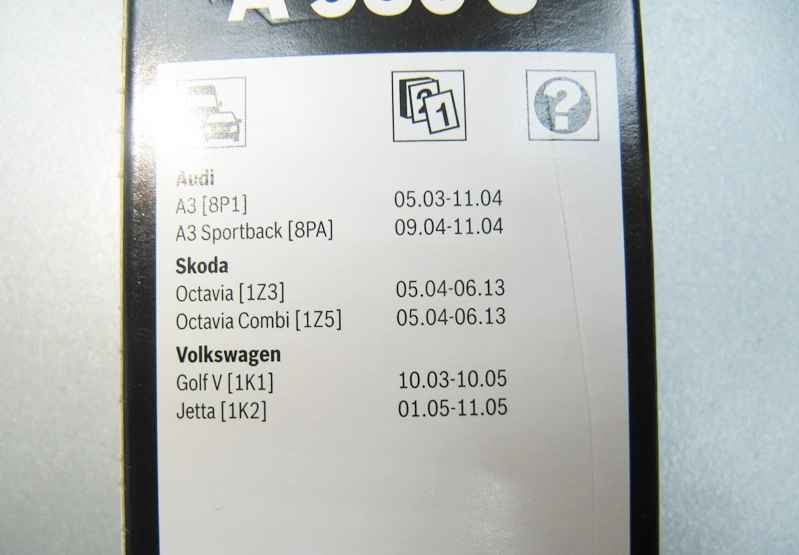 A
2 1
?
Audi
A3 [8P1] 05.03-11.04
A3 Sportback [8PA] 09.04-11.04
Skoda
Octavia [1Z3] 05.04-06.13
Octavia Combi [1Z5] 05.04-06.13
Volkswagen
Golf V [1K1] 10.03-10.05
Jetta [1K2] 01.05-11.05